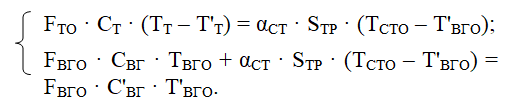 F_ТО · C_Т · (T_Т – T'_Т) = α_СТ · S_ТР · (T_СТО – T'_ВГО);
F_ВГО · C_ВГ · T_ВГО + α_СТ · S_ТР · (T_СТО – T'_ВГО) =
F_ВГО · C'_ВГ · T'_ВГО.